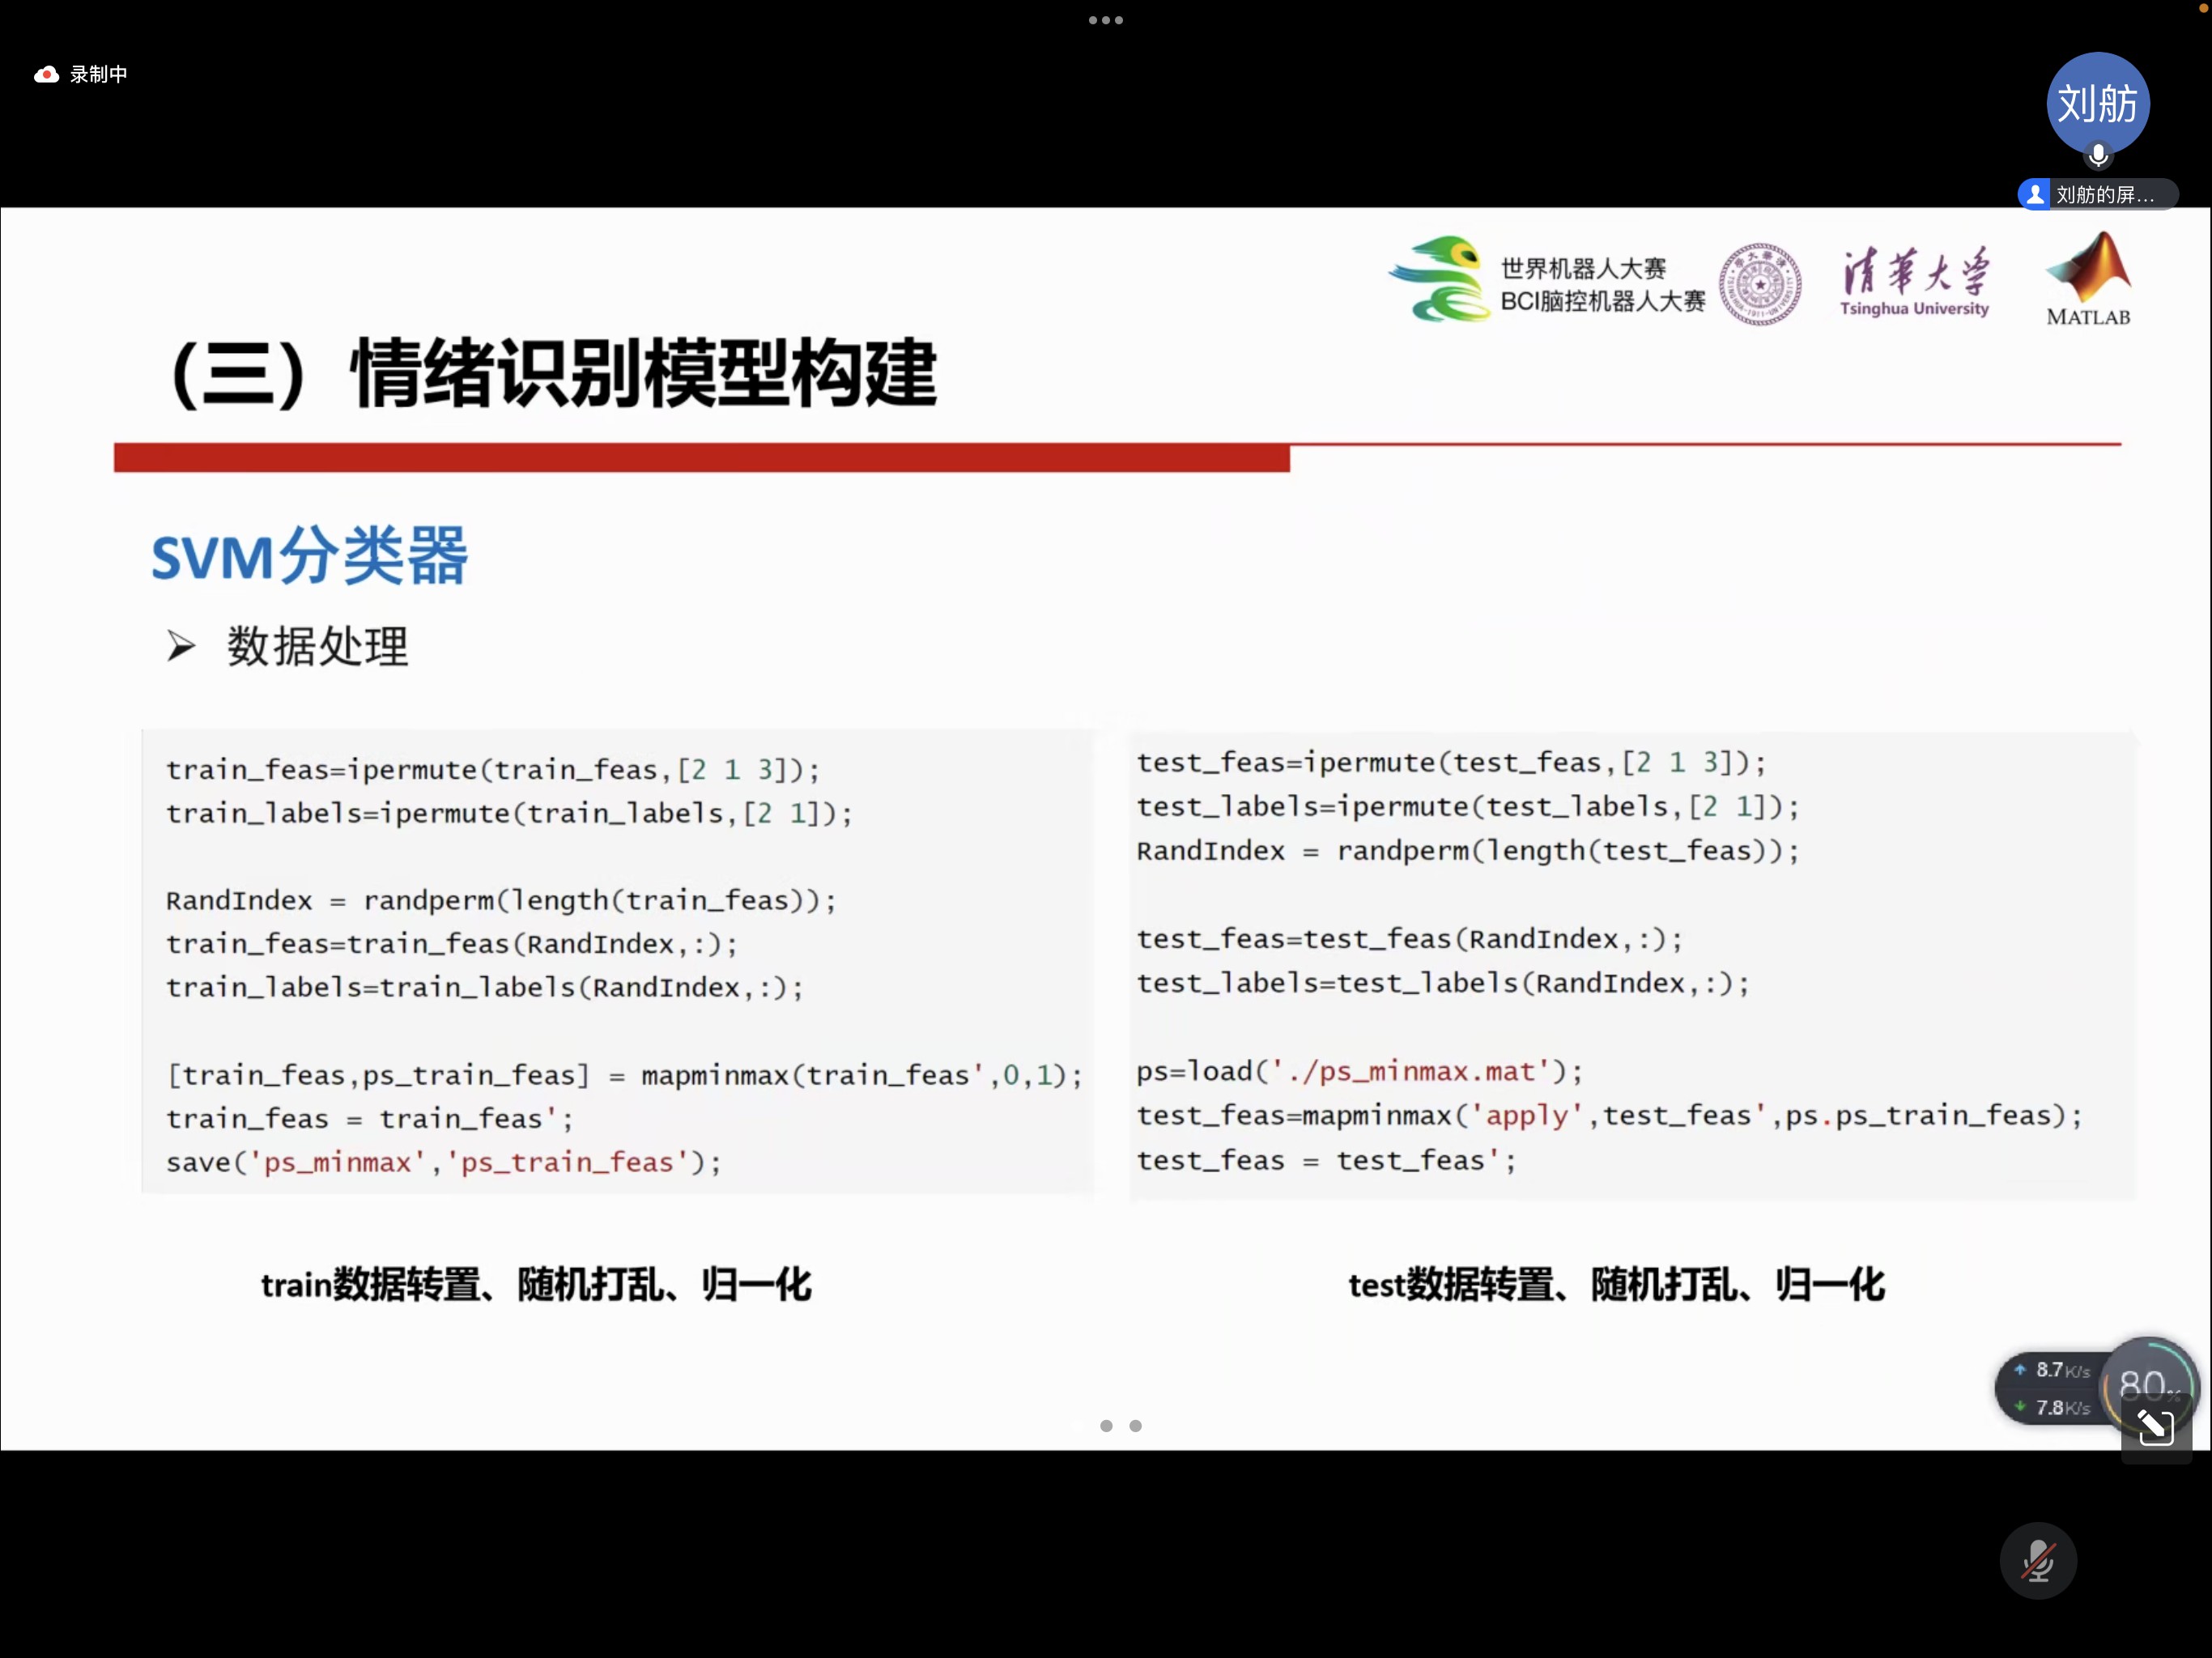 录制中
刘舫
刘舫的屏...
世界机器人大赛
BCI脑控机器人大赛
清华大学
Tsinghua University
MATLAB
（三）情绪识别模型构建
SVM分类器
➢ 数据处理
train_feas=ipermute(train_feas,[2 1 3]);
train_labels=ipermute(train_labels,[2 1]);
RandIndex = randperm(length(train_feas));
train_feas=train_feas(RandIndex,:);
train_labels=train_labels(RandIndex,:);
[train_feas,ps_train_feas] = mapminmax(train_feas',0,1);
train_feas = train_feas';
save('ps_minmax','ps_train_feas');
train数据转置、随机打乱、归一化
test_feas=ipermute(test_feas,[2 1 3]);
test_labels=ipermute(test_labels,[2 1]);
RandIndex = randperm(length(test_feas));
test_feas=test_feas(RandIndex,:);
test_labels=test_labels(RandIndex,:);
ps=load('./ps_minmax.mat');
test_feas=mapminmax('apply',test_feas',ps.ps_train_feas);
test_feas = test_feas';
test数据转置、随机打乱、归一化
8.7K/s
7.8K/s
80%